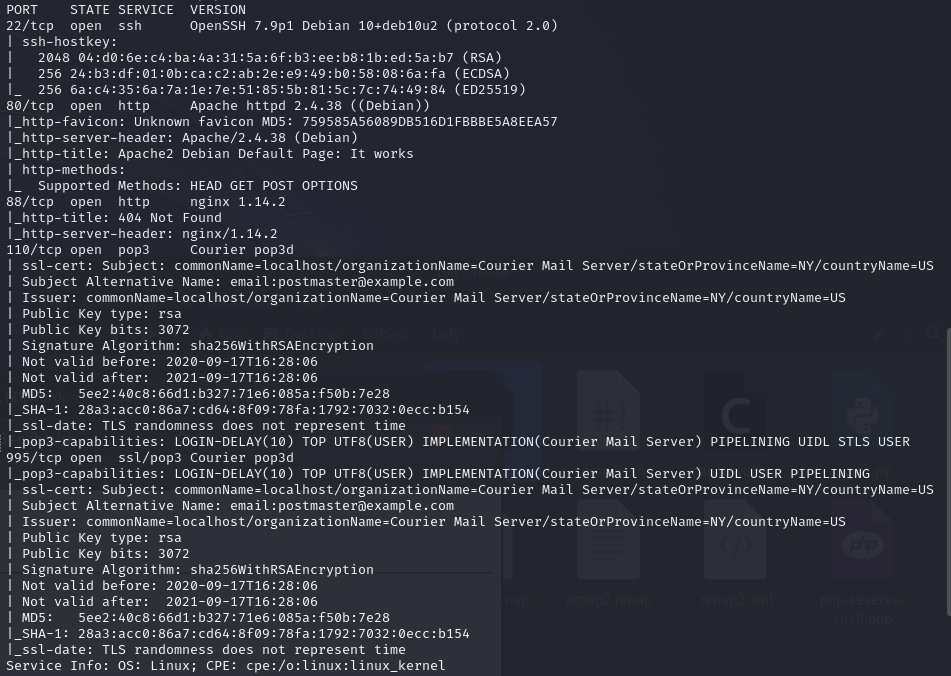 PORT    STATE SERVICE  VERSION
22/tcp  open  ssh      OpenSSH 7.9p1 Debian 10+deb10u2 (protocol 2.0)
| ssh-hostkey:
|   2048 04:d0:6e:c4:ba:4a:31:5a:6f:b3:ee:b8:1b:ed:5a:b7 (RSA)
|   256 24:b3:df:01:0b:ca:c2:ab:2e:e9:49:b0:58:08:6a:fa (ECDSA)
|_  256 6a:c4:35:6a:7a:1e:7e:51:85:5b:81:5c:7c:74:49:84 (ED25519)
80/tcp  open  http     Apache httpd 2.4.38 ((Debian))
|_http-favicon: Unknown favicon MD5: 759585A56089DB516D1FBBBE5A8EEA57
|_http-server-header: Apache/2.4.38 (Debian)
|_http-title: Apache2 Debian Default Page: It works
| http-methods:
|_  Supported Methods: HEAD GET POST OPTIONS
88/tcp  open  http     nginx 1.14.2
|_http-title: 404 Not Found
|_http-server-header: nginx/1.14.2
110/tcp open  pop3     Courier pop3d
| ssl-cert: Subject: commonName=localhost/organizationName=Courier Mail Server/stateOrProvinceName=NY/countryName=US
| Subject Alternative Name: email:postmaster@example.com
| Issuer: commonName=localhost/organizationName=Courier Mail Server/stateOrProvinceName=NY/countryName=US
| Public Key type: rsa
| Public Key bits: 3072
| Signature Algorithm: sha256WithRSAEncryption
| Not valid before: 2020-09-17T16:28:06
| Not valid after:  2021-09-17T16:28:06
| MD5:   5ee2:40c8:66d1:b327:71e6:085a:f50b:7e28
|_SHA-1: 28a3:acc0:86a7:cd64:8f09:78fa:1792:7032:0ecc:b154
|_ssl-date: TLS randomness does not represent time
|_pop3-capabilities: LOGIN-DELAY(10) TOP UTF8(USER) IMPLEMENTATION(Courier Mail Server) PIPELINING UIDL STLS USER
995/tcp open  ssl/pop3 Courier pop3d
|_pop3-capabilities: LOGIN-DELAY(10) TOP UTF8(USER) IMPLEMENTATION(Courier Mail Server) UIDL USER PIPELINING
| ssl-cert: Subject: commonName=localhost/organizationName=Courier Mail Server/stateOrProvinceName=NY/countryName=US
| Subject Alternative Name: email:postmaster@example.com
| Issuer: commonName=localhost/organizationName=Courier Mail Server/stateOrProvinceName=NY/countryName=US
| Public Key type: rsa
| Public Key bits: 3072
| Signature Algorithm: sha256WithRSAEncryption
| Not valid before: 2020-09-17T16:28:06
| Not valid after:  2021-09-17T16:28:06
| MD5:   5ee2:40c8:66d1:b327:71e6:085a:f50b:7e28
|_SHA-1: 28a3:acc0:86a7:cd64:8f09:78fa:1792:7032:0ecc:b154
|_ssl-date: TLS randomness does not represent time
Service Info: OS: Linux; CPE: cpe:/o:linux:linux_kernel
kali Desktop OffSec Loly
nmap2.nmap nmap2.xml php-reverse-
shell.php